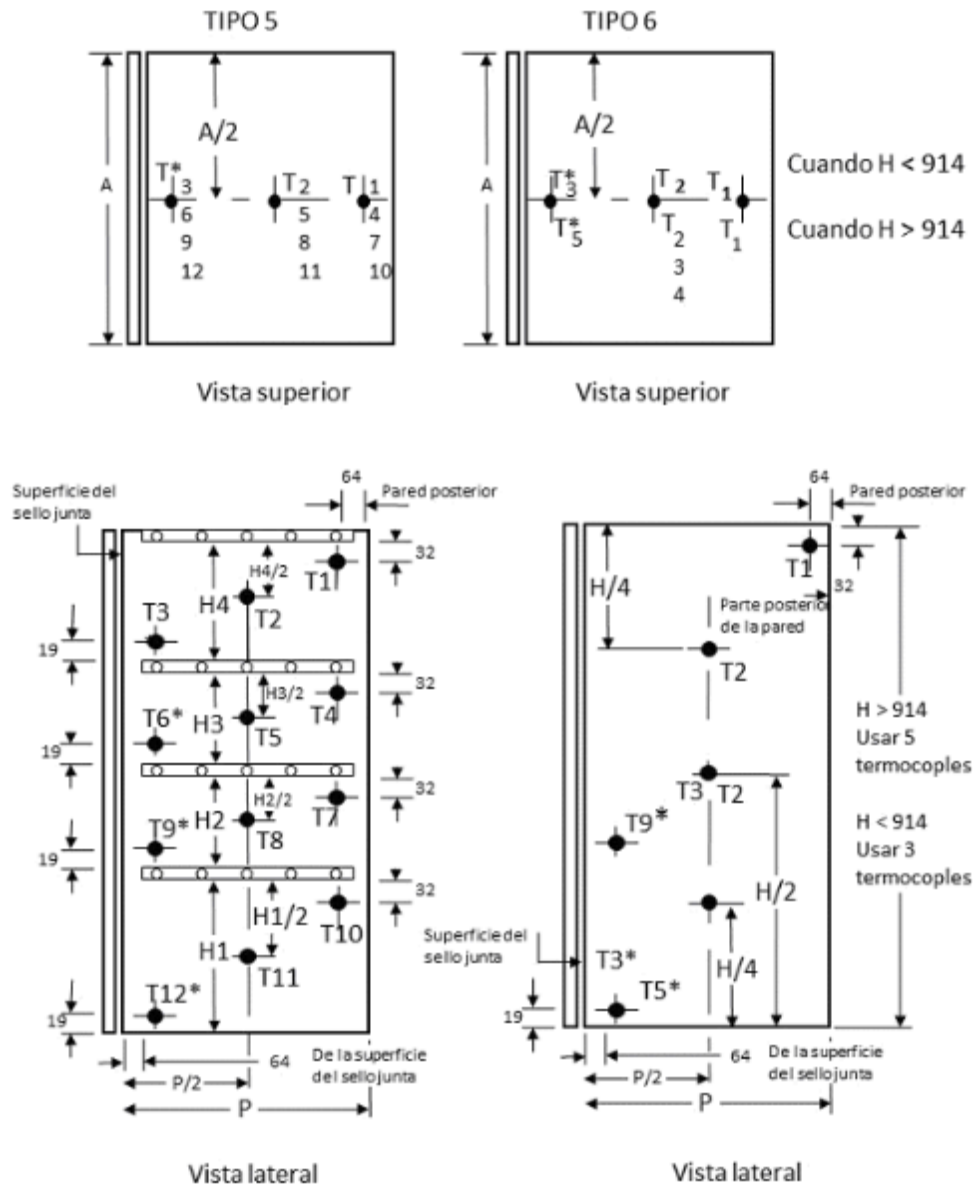 TIPO 5
TIPO 6
A
A/2
T*
3
6
9
12
T 2
5
8
11
T 1
4
7
10
A
A/2
T*
3
T*
5
T 2
T
2
3
4
T 1
T 1
Cuando H < 914
Cuando H > 914
Vista superior
Vista superior
Superficie del
sello junta
64
Pared posterior
32
T1
H4/2
H4
T2
T3
19
32
H3/2
H3
T4
T6*
T5
19
32
H2/2
H2
T7
T9*
T8
19
32
H1/2
H1
T10
T11
T12*
19
64
De la superficie
del sello junta
P/2
P
Vista lateral
64
Pared posterior
T1
32
H/4
Parte posterior
de la pared
T2
H > 914
Usar 5
termocoples
T3
T2
T9*
H < 914
Usar 3
termocoples
H/2
Superficie del
sello junta
T3*
H/4
T5*
19
64
De la superficie
del sello junta
P/2
P
Vista lateral